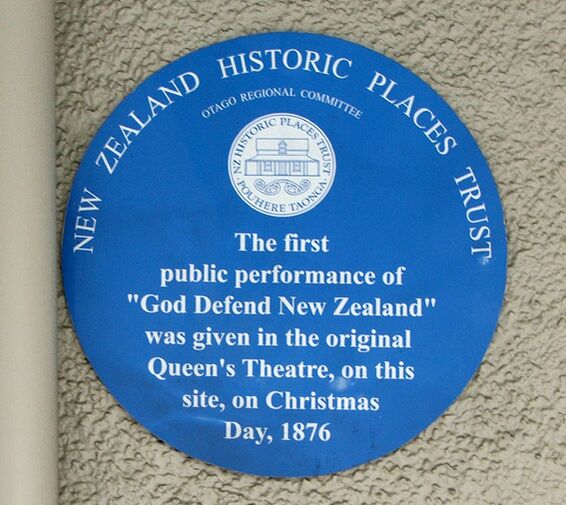 NEW ZEALAND HISTORIC PLACES TRUST
OTAGO REGIONAL COMMITTEE
NZ HISTORIC PLACES TRUST
POUHERE TAONGA
The first
public performance of
"God Defend New Zealand"
was given in the original
Queen's Theatre, on this
site, on Christmas
Day, 1876